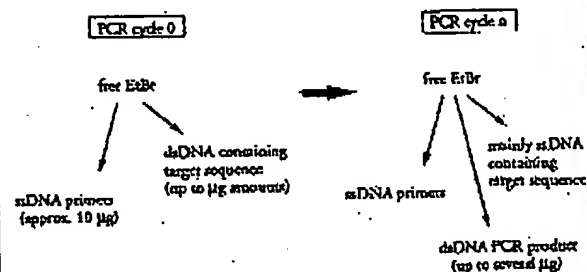 PCR cycle 0
free EtBr
ssDNA primers
(approx. 10 µg)
dsDNA containing
target sequence
(up to µg amounts)
PCR cycle n
free EtBr
ssDNA primers
mainly ssDNA
containing
target sequence
dsDNA PCR product
(up to several µg)